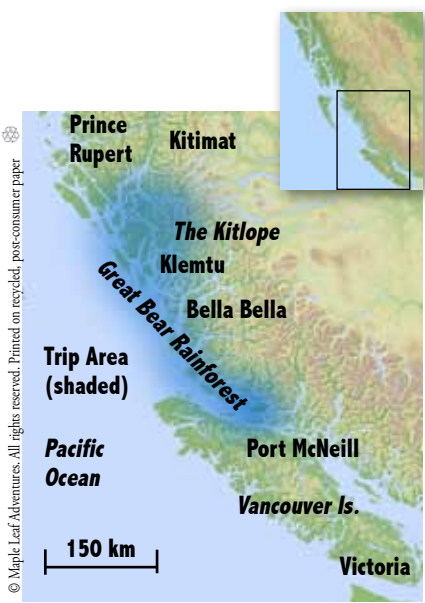 Prince
Rupert
Kitimat
The Kitlope
Klemtu
Great Bear Rainforest
Bella Bella
Trip Area
(shaded)
Pacific
Ocean
Port McNeill
Vancouver Is.
150 km
Victoria
© Maple Leaf Adventures. All rights reserved. Printed on recycled, post-consumer paper